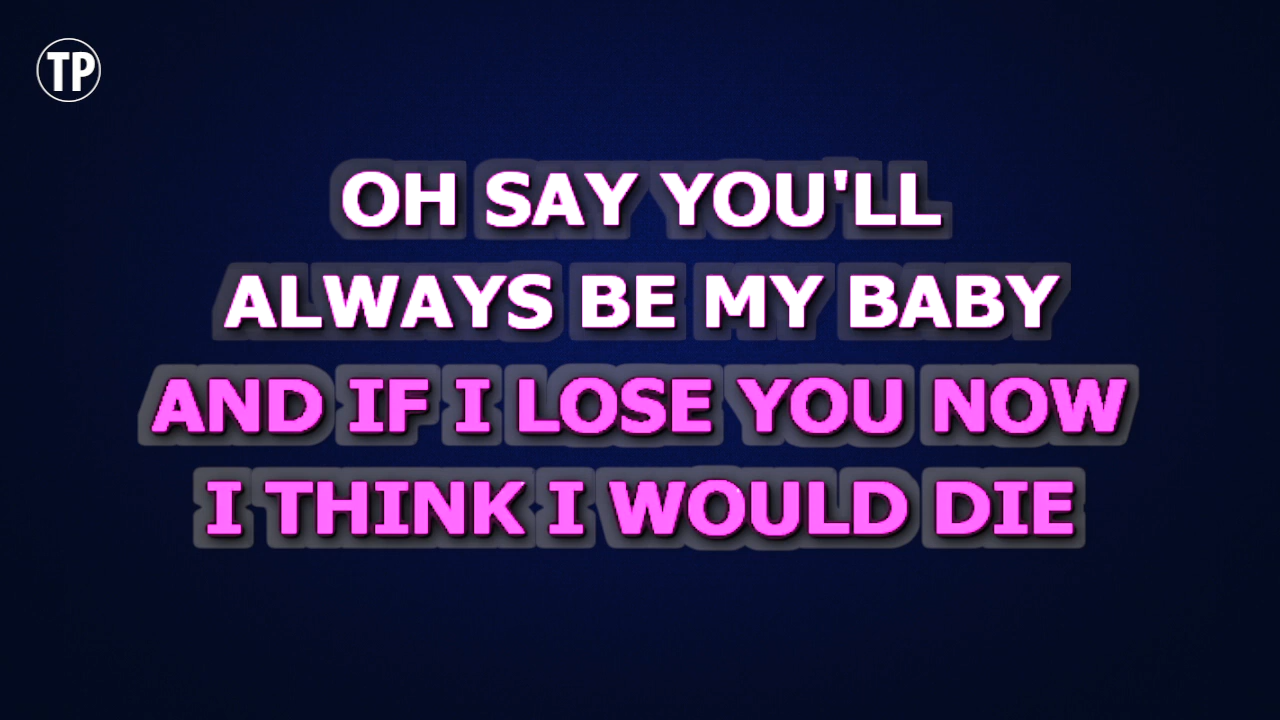 TP
OH SAY YOU'LL
ALWAYS BE MY BABY
AND IF I LOSE YOU NOW
I THINK I WOULD DIE